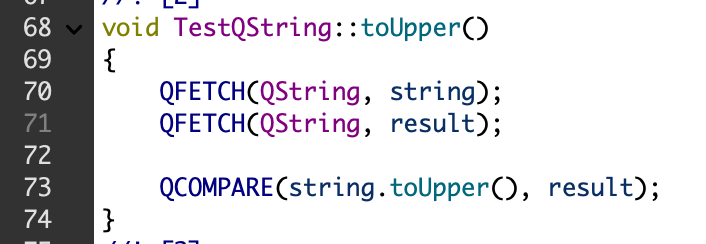 68 void TestQString::toUpper()
69 {
70     QFETCH(QString, string);
71     QFETCH(QString, result);
72
73     QCOMPARE(string.toUpper(), result);
74 }